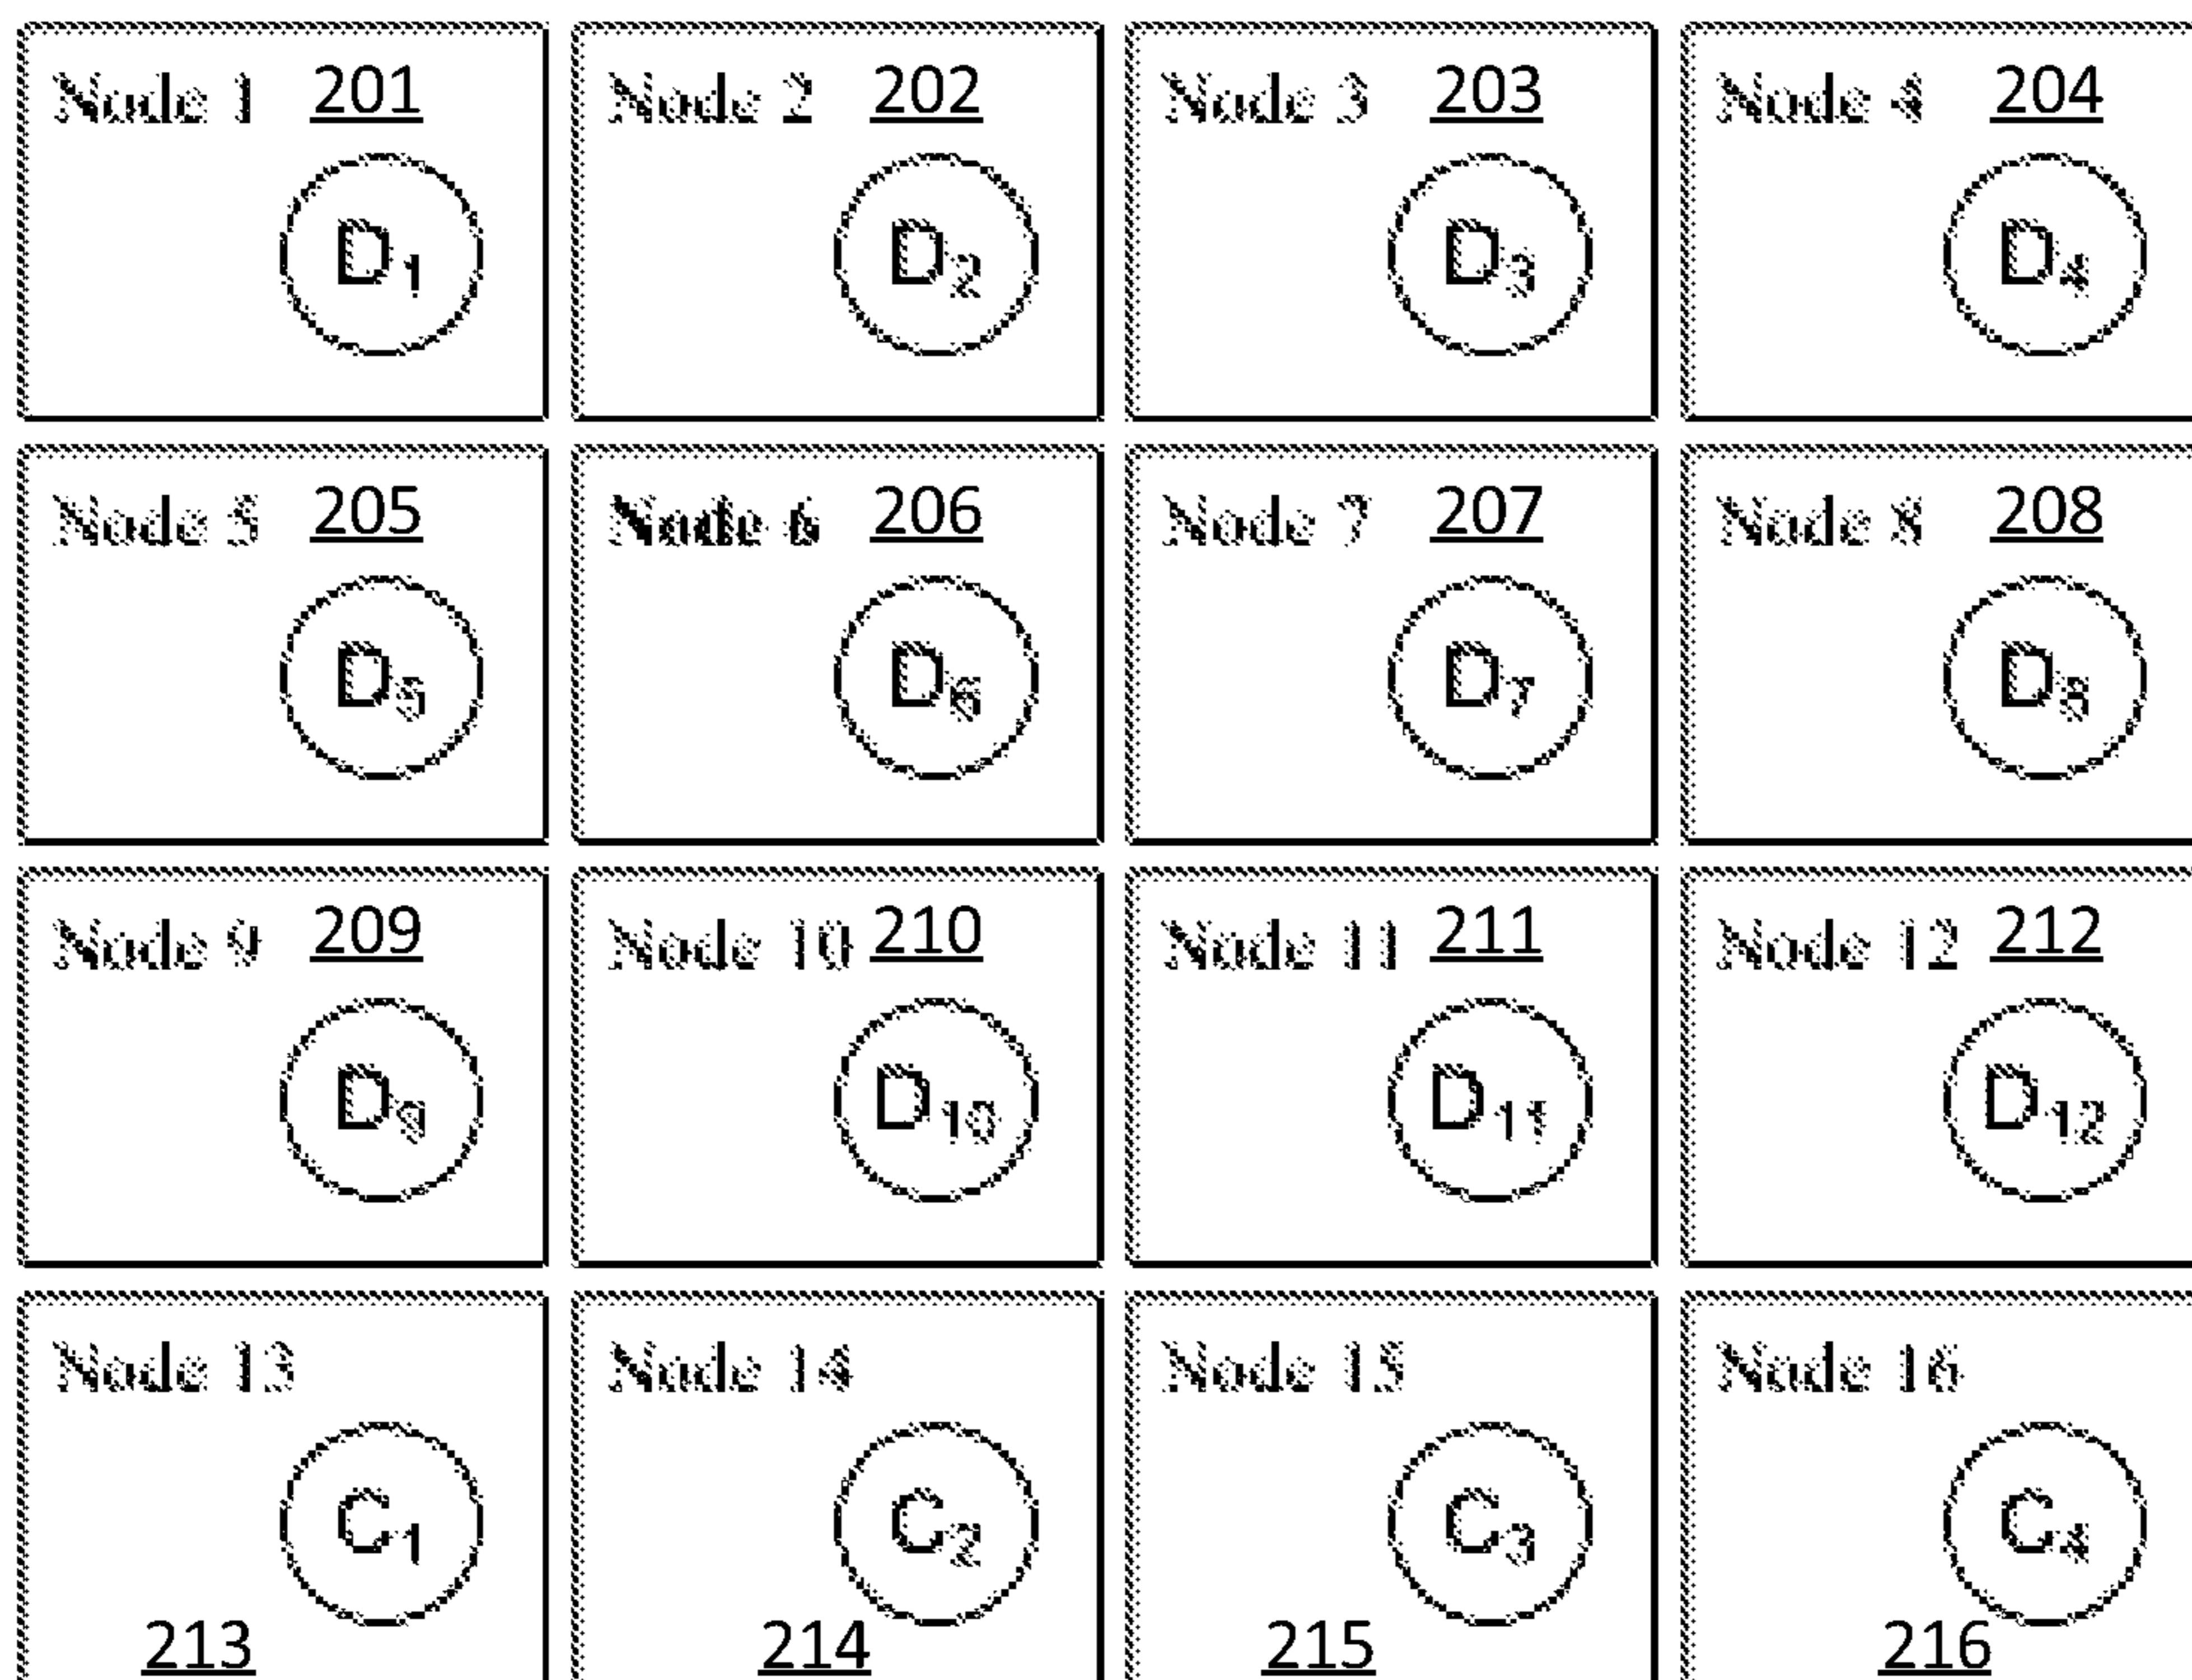 Node 1 201 Node 2 202 Node 3 203 Node 4 204
D1 D2 D3 D4
Node 5 205 Node 6 206 Node 7 207 Node 8 208
D5 D6 D7 D8
Node 9 209 Node 10 210 Node 11 211 Node 12 212
D9 D10 D11 D12
Node 13 Node 14 Node 15 Node 16
C1 C2 C3 C4
213 214 215 216